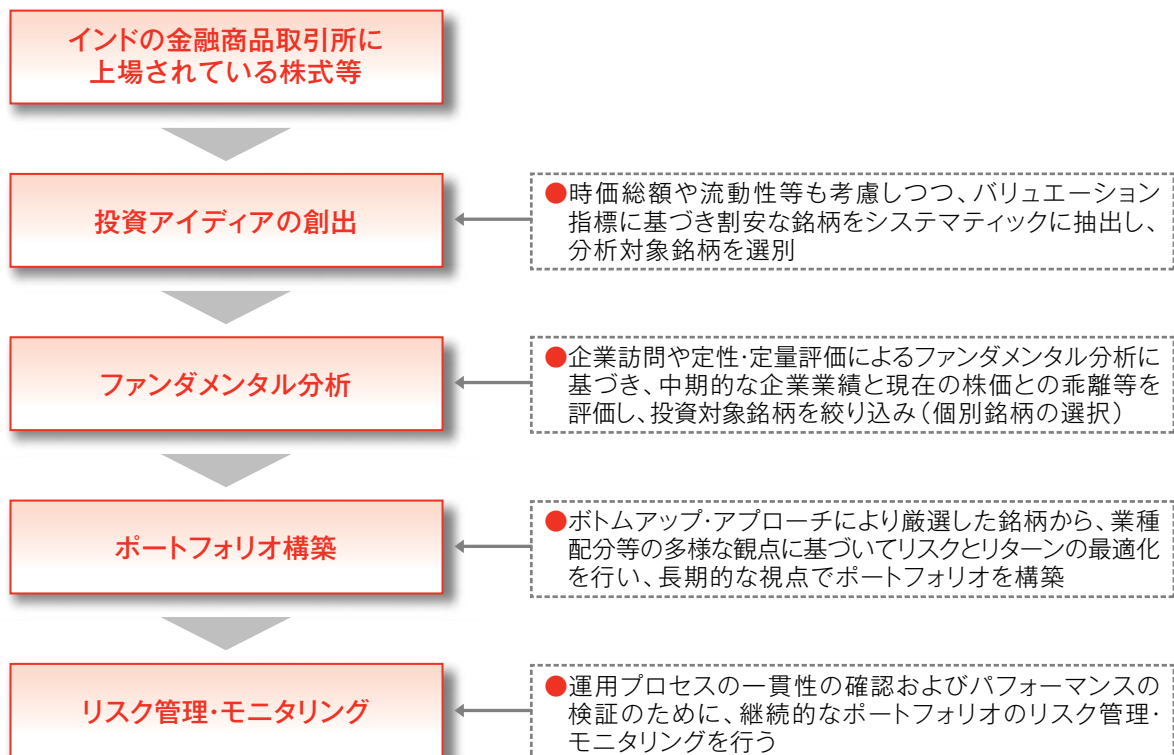 インドの金融商品取引所に
上場されている株式等
投資アイディアの創出
●時価総額や流動性等も考慮しつつ、バリュエーション
指標に基づき割安な銘柄をシステマティックに抽出し、
分析対象銘柄を選別
ファンダメンタル分析
●企業訪問や定性・定量評価によるファンダメンタル分析に
基づき、中期的な企業業績と現在の株価との乖離等を
評価し、投資対象銘柄を絞り込み(個別銘柄の選択)
ポートフォリオ構築
●ボトムアップ・アプローチにより厳選した銘柄から、業種
配分等の多様な観点に基づいてリスクとリターンの最適化
を行い、長期的な視点でポートフォリオを構築
リスク管理・モニタリング
●運用プロセスの一貫性の確認およびパフォーマンスの
検証のために、継続的なポートフォリオのリスク管理・
モニタリングを行う